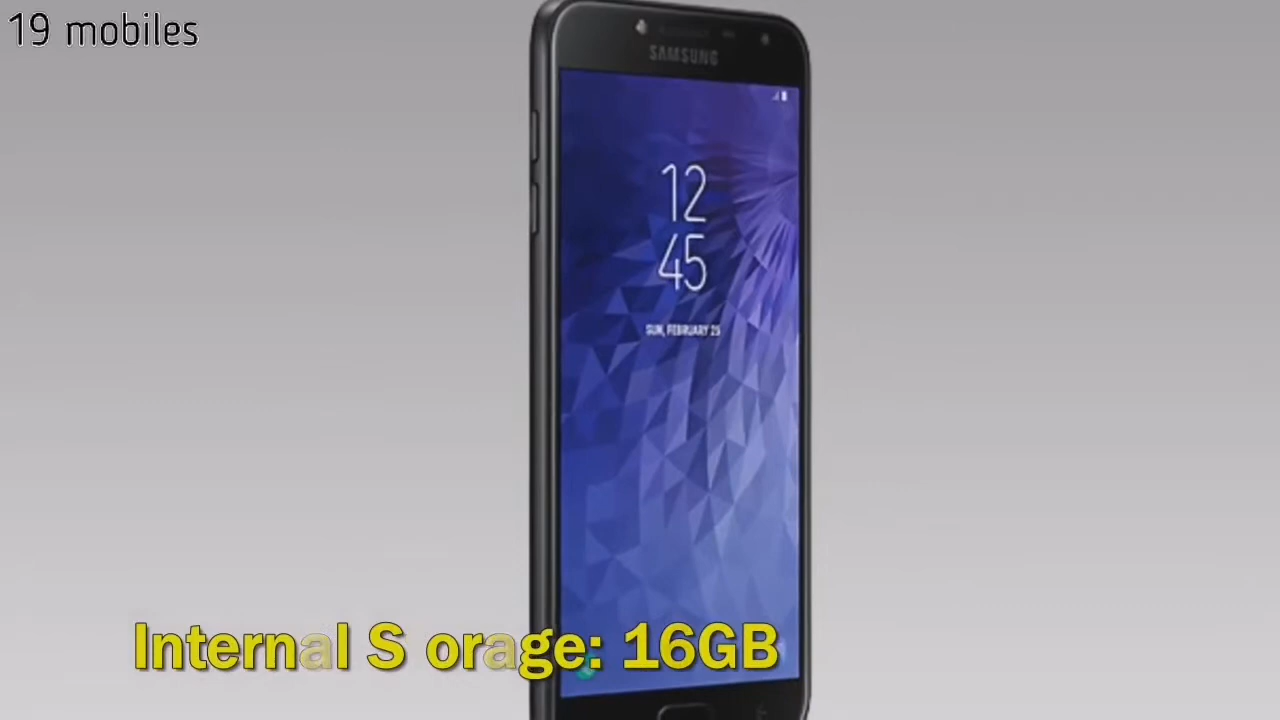 19 mobiles
SAMSUNG
12
45
SUN, FEBRUARY 25
Internal S orage: 16GB